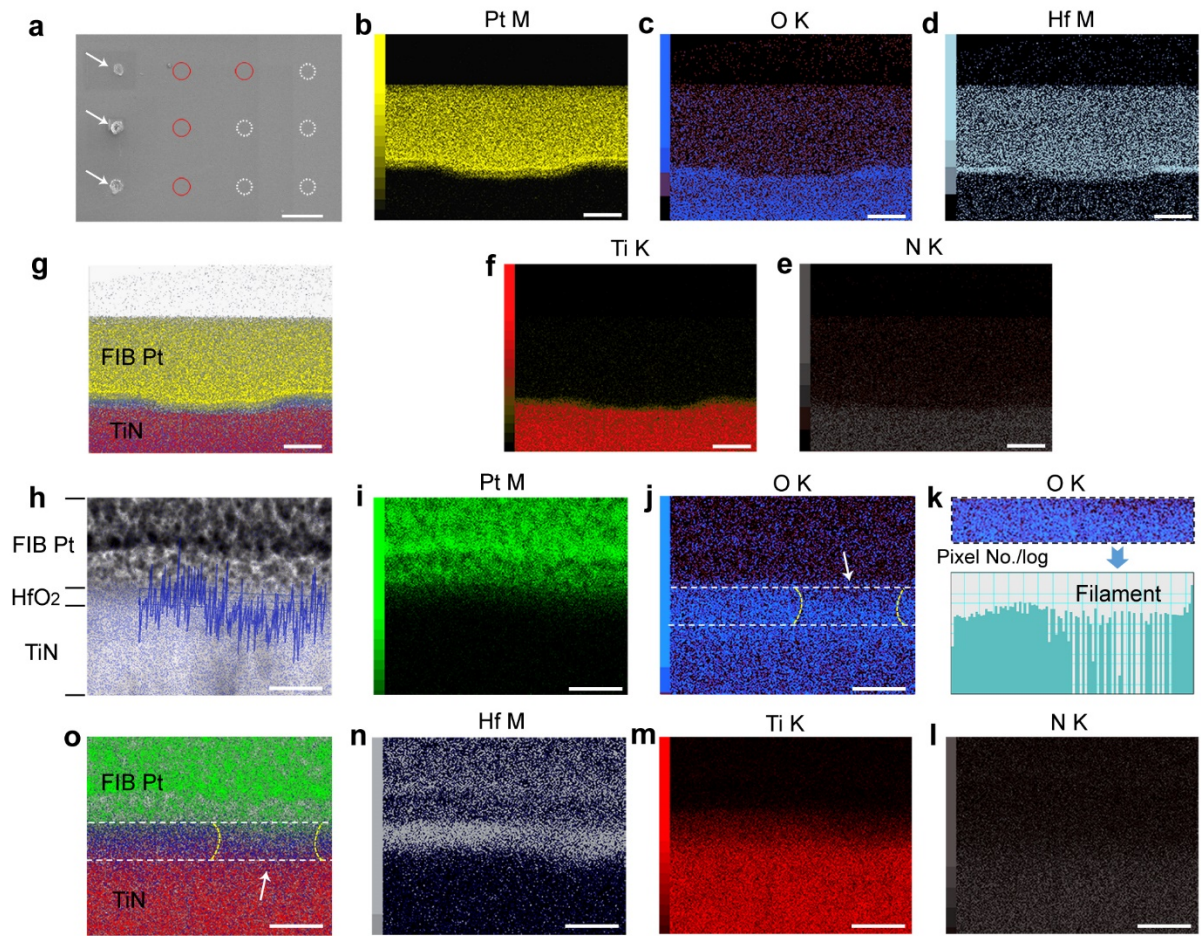 a
b Pt M
c O K
d Hf M
g
FIB Pt
TiN
f Ti K
e N K
h
FIB Pt
HfO₂
TiN
i Pt M
j O K
k O K
Pixel No./log
Filament
o
FIB Pt
TiN
n Hf M
m Ti K
l N K